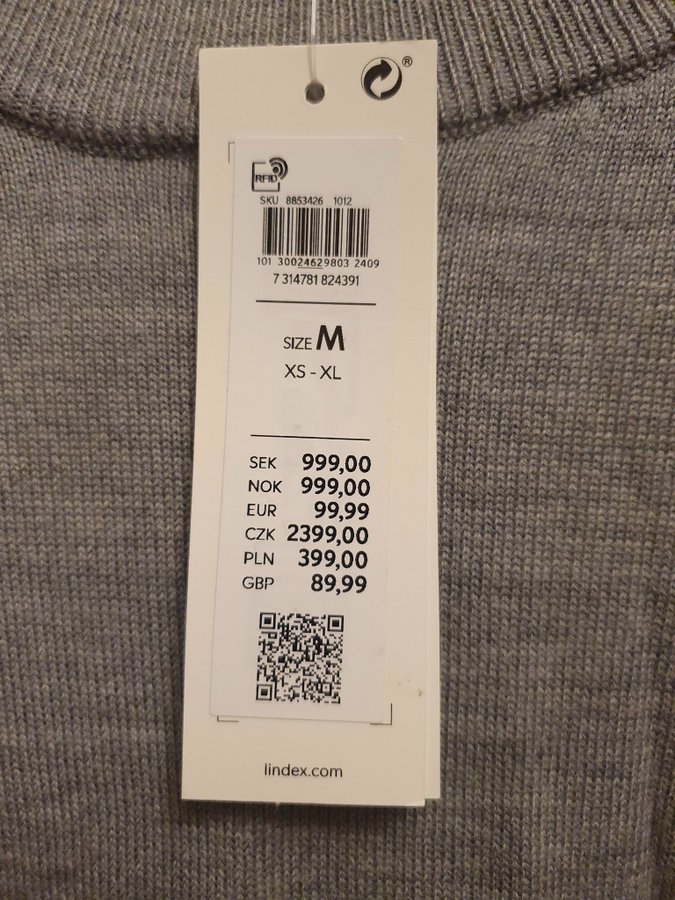 ®
RFID
SKU 8853426 1012
101 30024629803 2409
7 314781 824391
SIZE M
XS - XL
SEK 999,00
NOK 999,00
EUR 99,99
CZK 2399,00
PLN 399,00
GBP 89,99
lindex.com